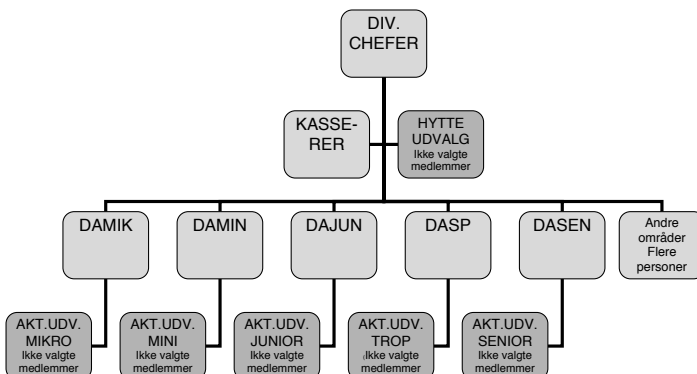 DIV.
CHEFER
KASSE-
RER
HYTTE
UDVALG
Ikke valgte
medlemmer
DAMIK
DAMIN
DAJUN
DASP
DASEN
Andre
områder
Flere
personer
AKT.UDV.
MIKRO
Ikke valgte
medlemmer
AKT.UDV.
MINI
Ikke valgte
medlemmer
AKT.UDV.
JUNIOR
Ikke valgte
medlemmer
AKT.UDV.
TROP
Ikke valgte
medlemmer
AKT.UDV.
SENIOR
Ikke valgte
medlemmer